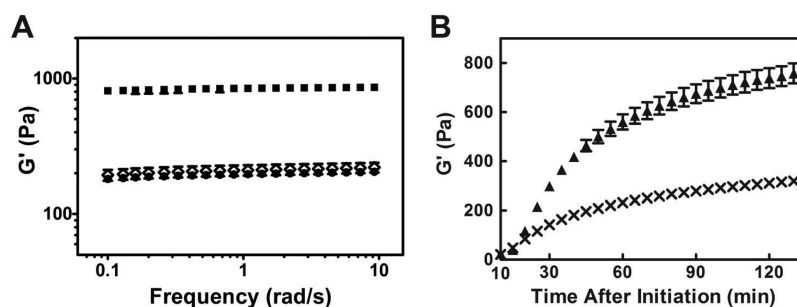 A
G' (Pa)
1000
100
0.1
1
10
Frequency (rad/s)
B
G' (Pa)
800
600
400
200
0
10
30
60
90
120
Time After Initiation (min)